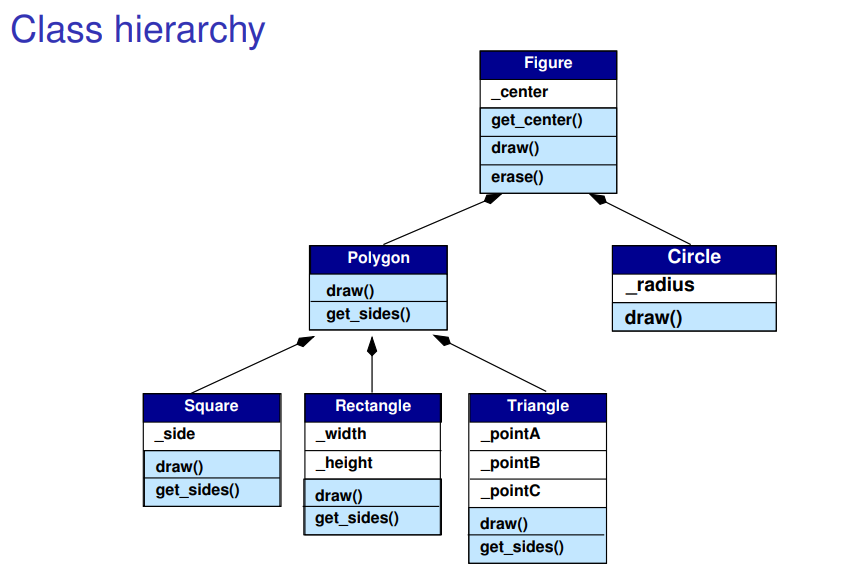 Class hierarchy
Figure
_center
get_center()
draw()
erase()
Polygon
draw()
get_sides()
Circle
_radius
draw()
Square
_side
draw()
get_sides()
Rectangle
_width
_height
draw()
get_sides()
Triangle
_pointA
_pointB
_pointC
draw()
get_sides()